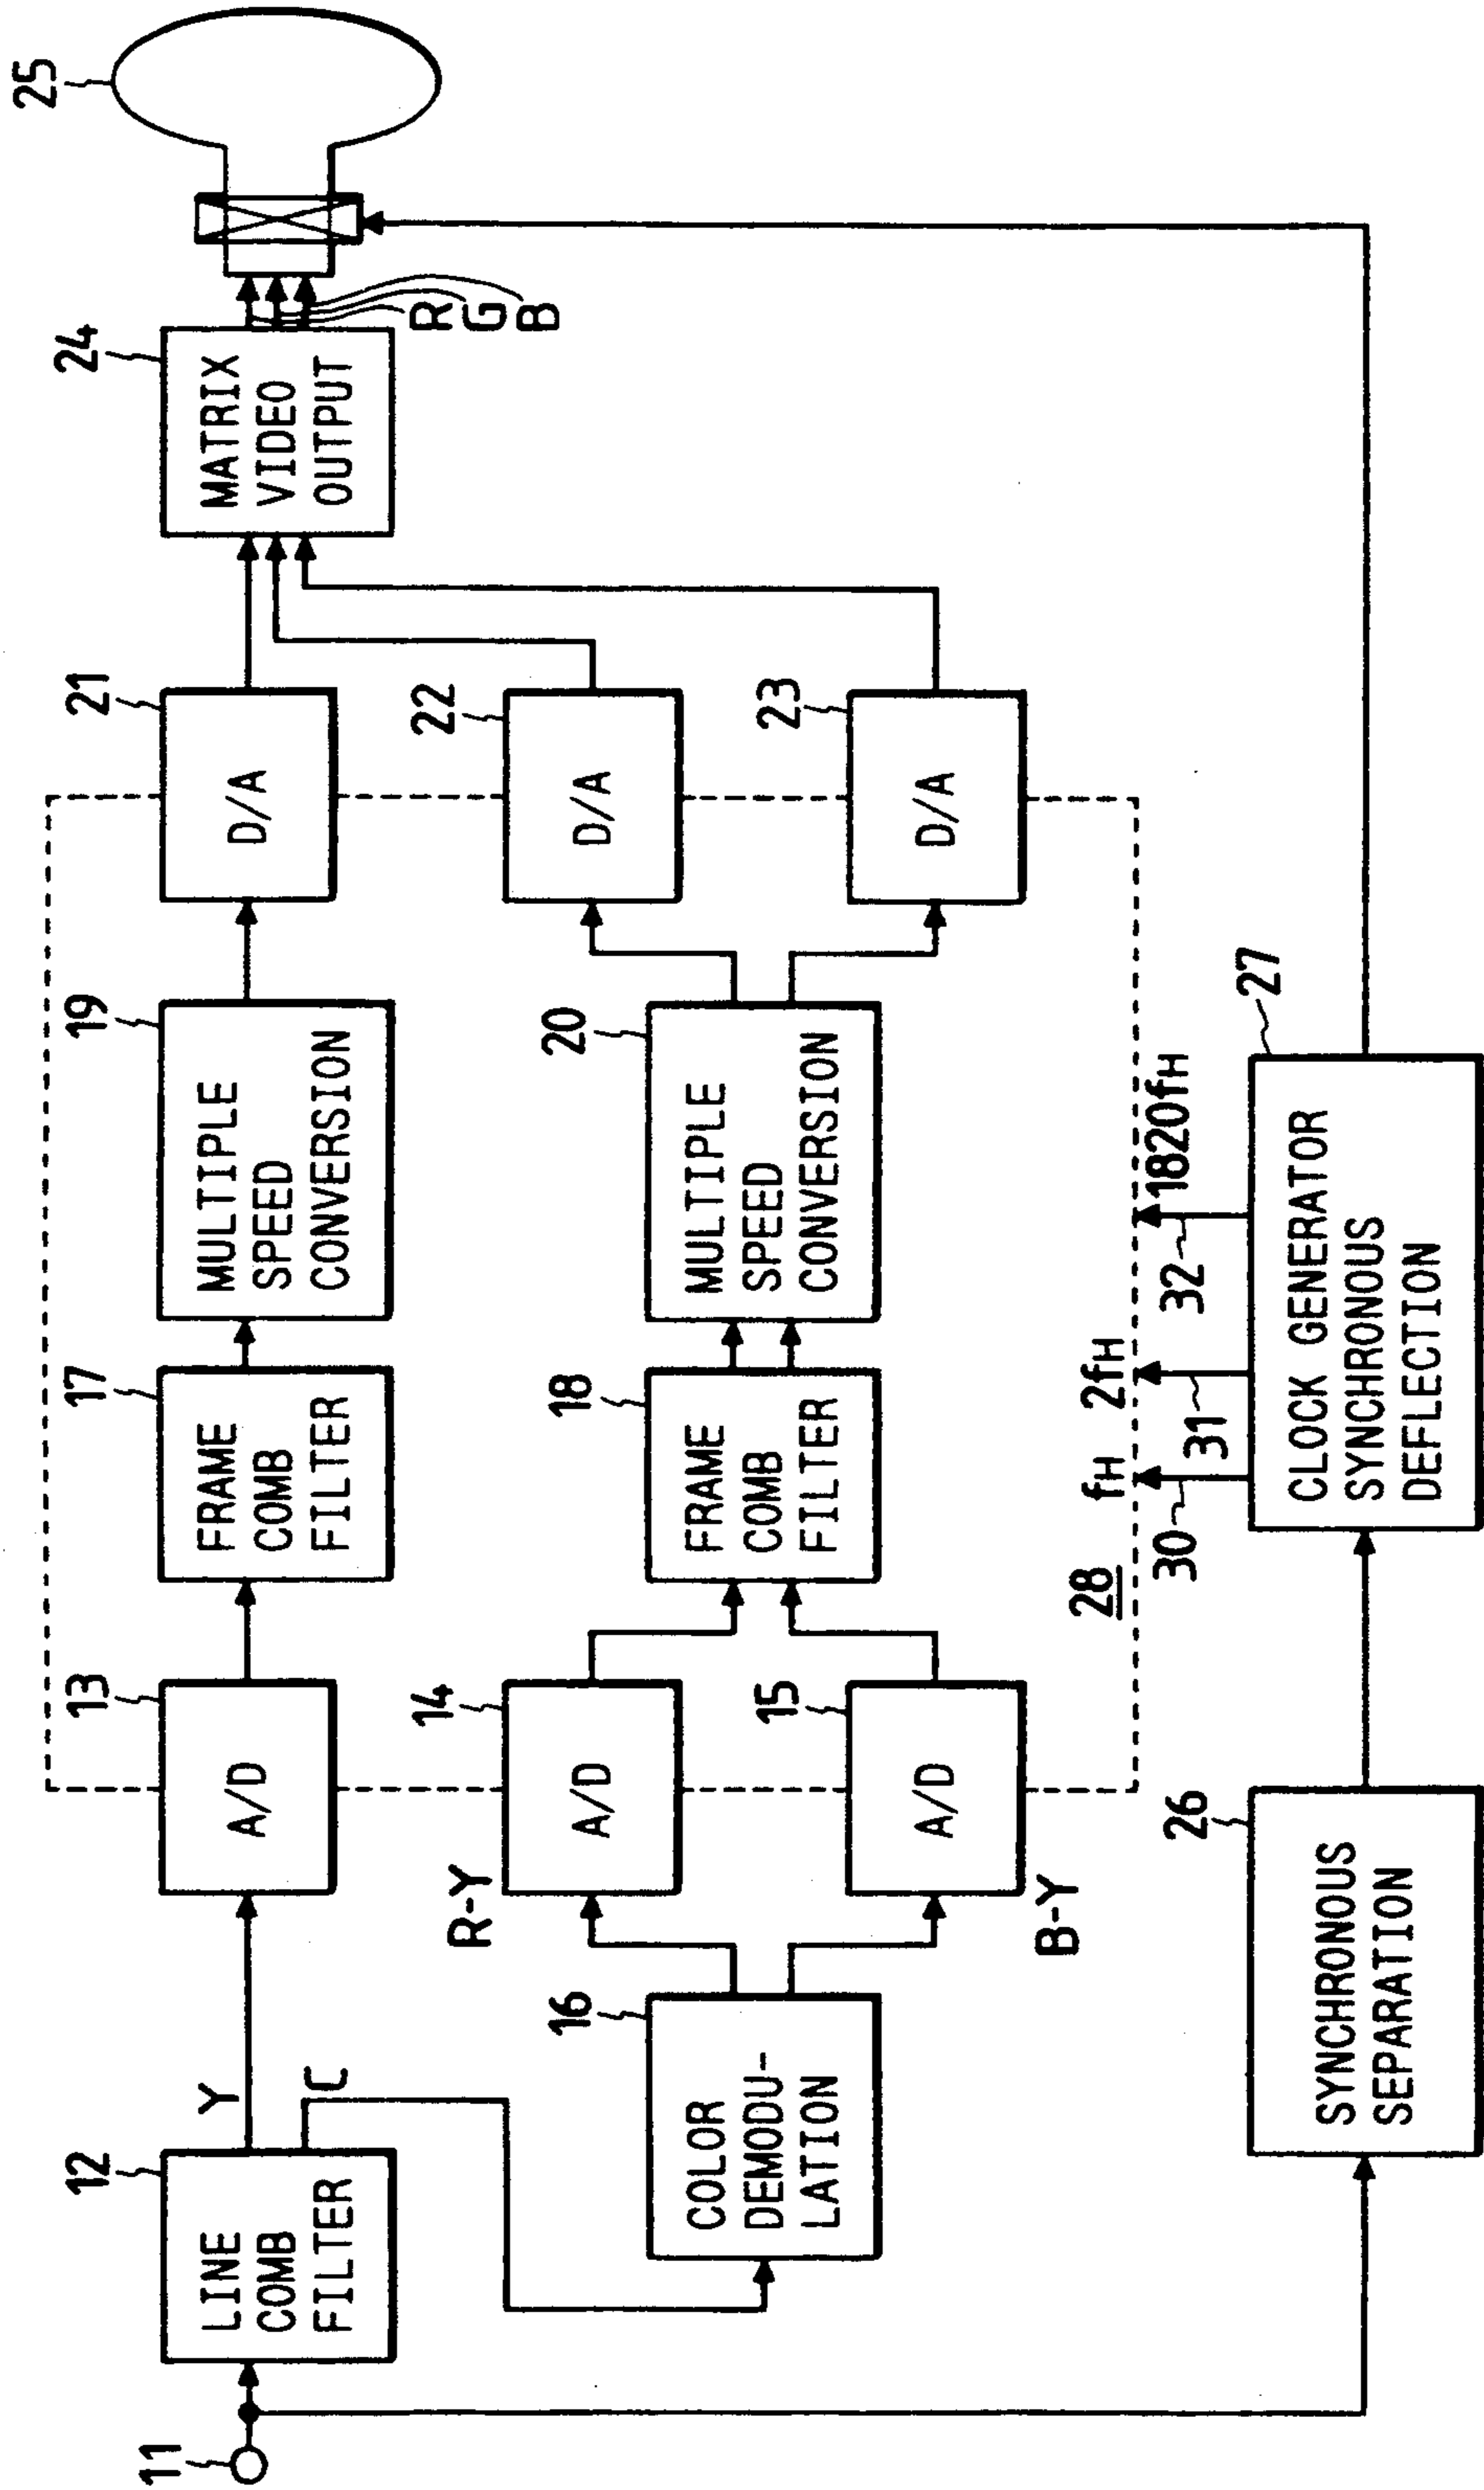 11
12
LINE
COMB
FILTER
Y
C
13
A/D
17
FRAME
COMB
FILTER
19
MULTIPLE
SPEED
CONVERSION
21
D/A
24
MATRIX
VIDEO
OUTPUT
R
G
B
25
16
COLOR
DEMODU-
LATION
R-Y
14
A/D
B-Y
15
A/D
18
FRAME
COMB
FILTER
20
MULTIPLE
SPEED
CONVERSION
22
D/A
23
D/A
28
fH
2fH
1820fH
30
31
32
26
SYNCHRONOUS
SEPARATION
27
CLOCK GENERATOR
SYNCHRONOUS
DEFLECTION